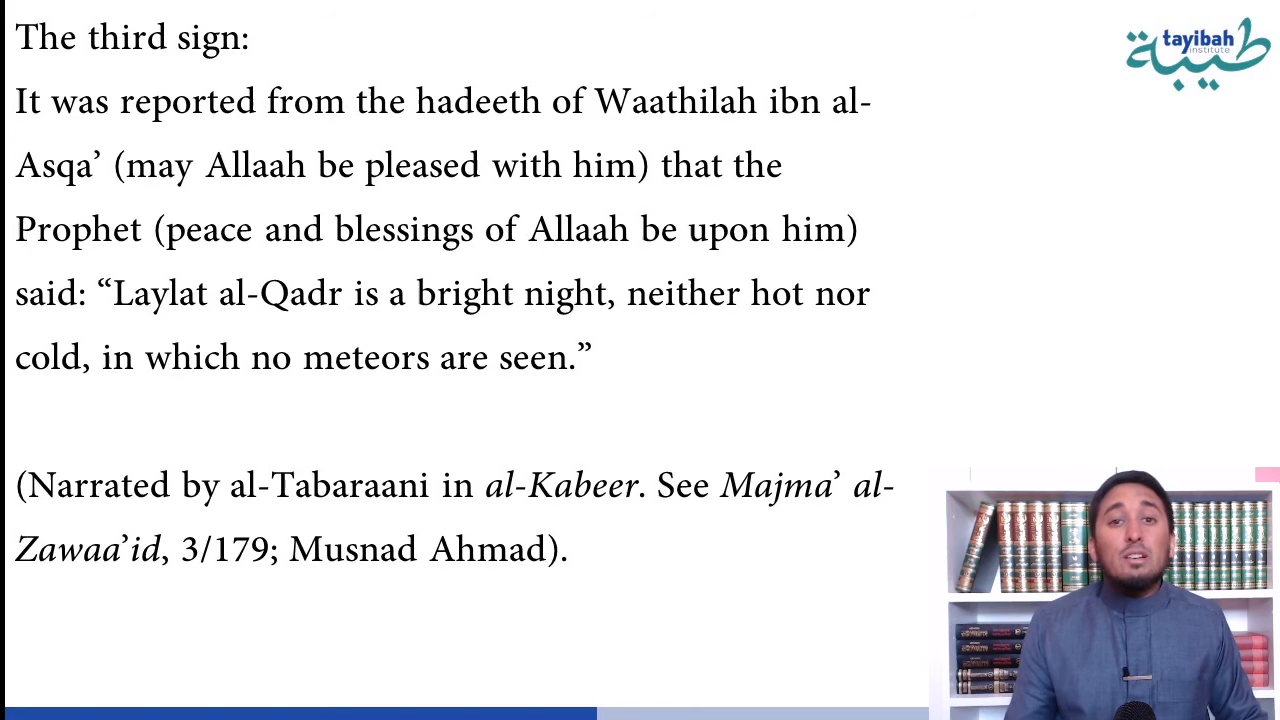 The third sign:
It was reported from the hadeeth of Waathilah ibn al-
Asqa’ (may Allaah be pleased with him) that the
Prophet (peace and blessings of Allaah be upon him)
said: “Laylat al-Qadr is a bright night, neither hot nor
cold, in which no meteors are seen.”
(Narrated by al-Tabaraani in al-Kabeer. See Majma’ al-
Zawaa’id, 3/179; Musnad Ahmad).
tayibah
institute
طيبة